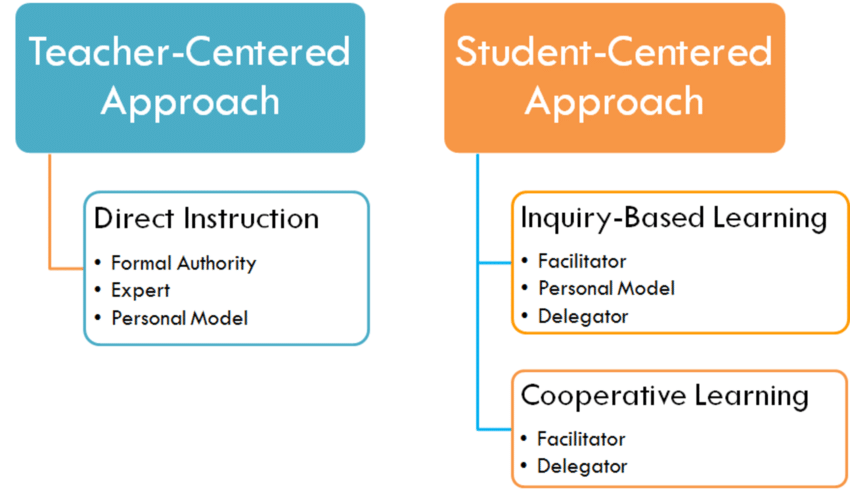 Teacher-Centered
Approach
Direct Instruction
• Formal Authority
• Expert
• Personal Model
Student-Centered
Approach
Inquiry-Based Learning
• Facilitator
• Personal Model
• Delegator
Cooperative Learning
• Facilitator
• Delegator